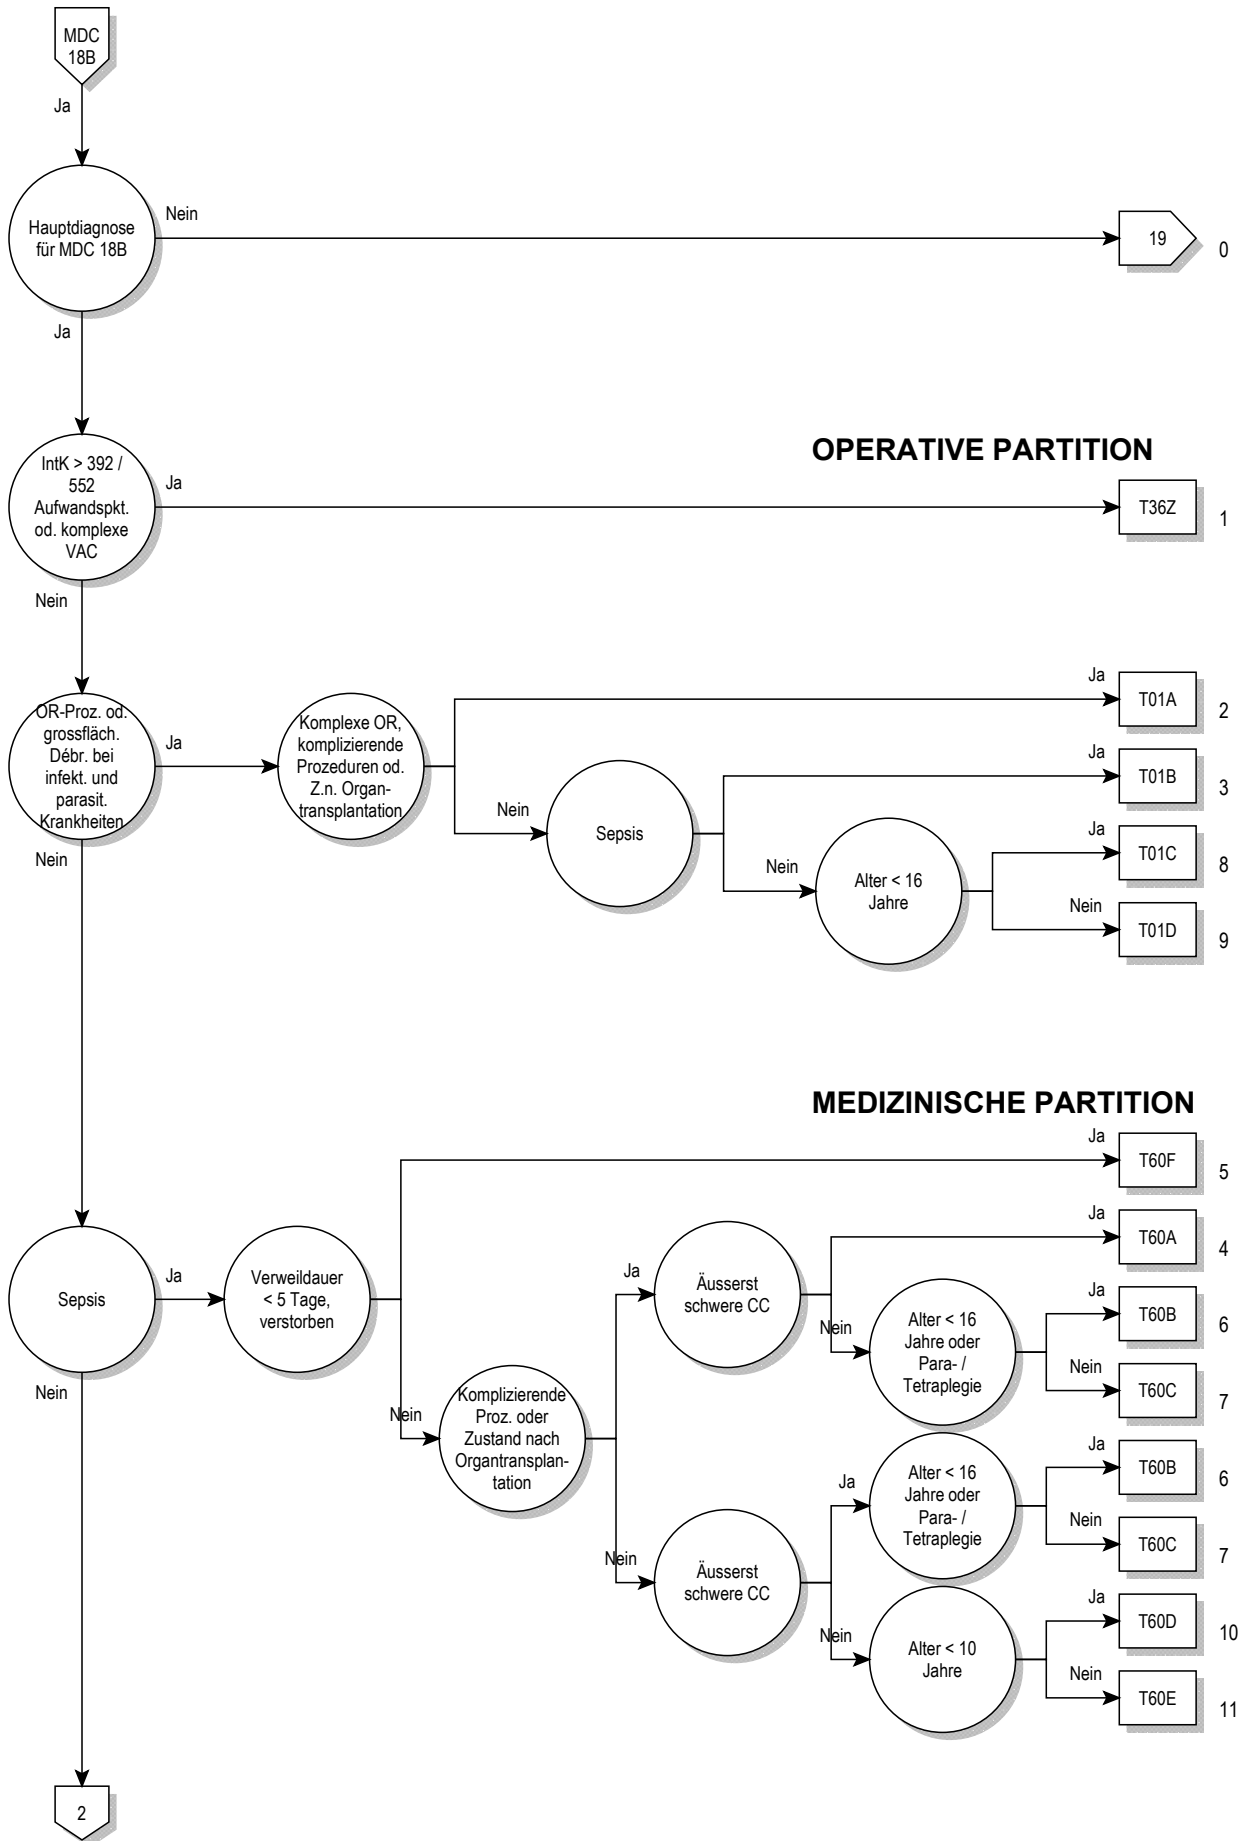 MDC
18B
Ja
Hauptdiagnose
für MDC 18B
Nein
19
0
Ja
OPERATIVE PARTITION
IntK > 392 /
552
Aufwandspkt.
od. komplexe
VAC
Ja
T36Z
1
Nein
OR-Proz. od.
grossfläch.
Débr. bei
infekt. und
parasit.
Krankheiten
Ja
Komplexe OR,
komplizierende
Prozeduren od.
Z.n. Organ-
transplantation
Ja
T01A
2
Nein
Sepsis
Ja
T01B
3
Nein
Alter < 16
Jahre
Ja
T01C
8
Nein
T01D
9
Nein
MEDIZINISCHE PARTITION
Sepsis
Ja
Verweildauer
< 5 Tage,
verstorben
Ja
T60F
5
Nein
Komplizierende
Proz. oder
Zustand nach
Organtransplan-
tation
Ja
Äusserst
schwere CC
Ja
T60A
4
Nein
Alter < 16
Jahre oder
Para- /
Tetraplegie
Ja
T60B
6
Nein
T60C
7
Nein
Äusserst
schwere CC
Ja
Alter < 16
Jahre oder
Para- /
Tetraplegie
Ja
T60B
6
Nein
T60C
7
Nein
Alter < 10
Jahre
Ja
T60D
10
Nein
T60E
11
Nein
2